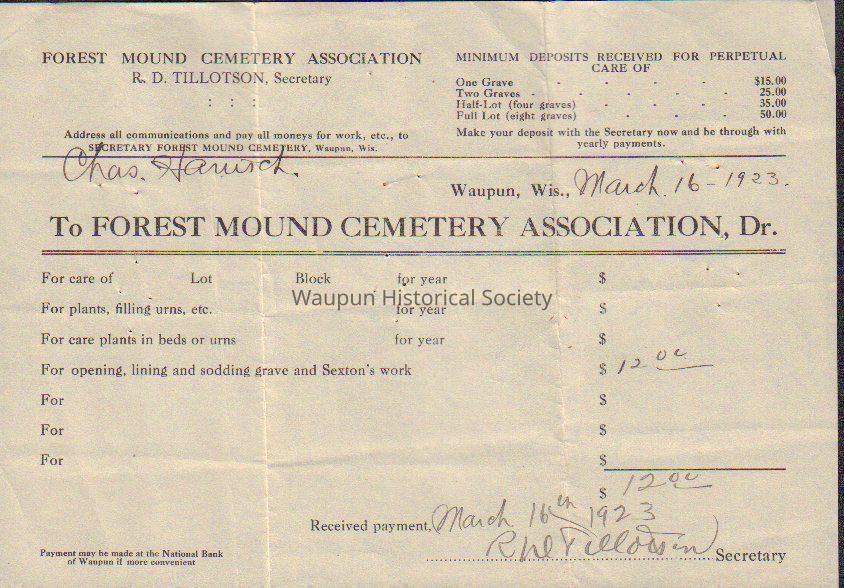 FOREST MOUND CEMETERY ASSOCIATION
R. D. TILLOTSON, Secretary
: : :
Address all communications and pay all moneys for work, etc., to
SECRETARY FOREST MOUND CEMETERY, Waupun, Wis.
MINIMUM DEPOSITS RECEIVED FOR PERPETUAL
CARE OF
One Grave - - - - - $15.00
Two Graves - - - - - - 25.00
Half-Lot (four graves) - - - - 35.00
Full Lot (eight graves) - - - - 50.00
Make your deposit with the Secretary now and be through with
yearly payments.
Chas. Hanisch.
Waupun, Wis., March. 16 - 1923.
To FOREST MOUND CEMETERY ASSOCIATION, Dr.
For care of Lot Block for year $
Waupun Historical Society
For plants, filling urns, etc. for year $
For care plants in beds or urns for year $
For opening, lining and sodding grave and Sexton's work $ 12 00
For $
For $
For $
$ 12 00
Received payment, March 16th 1923
R D Tillotson Secretary
Payment may be made at the National Bank
of Waupun if more convenient